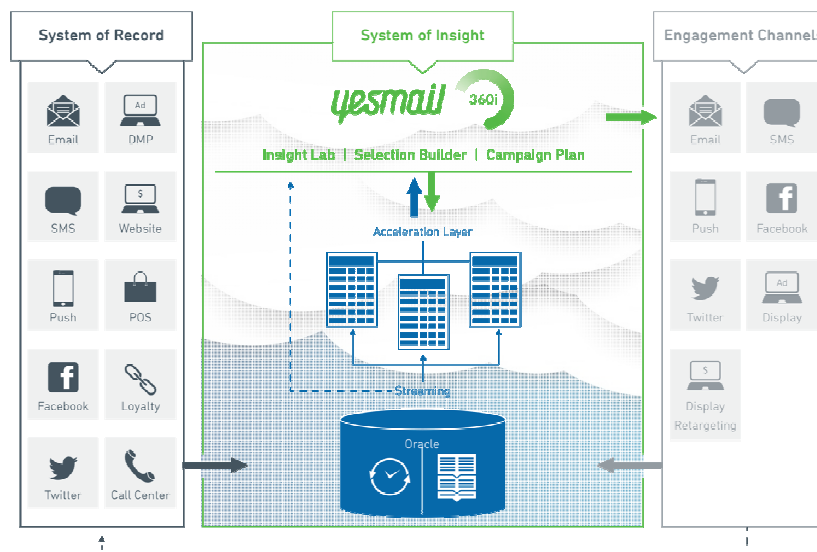 System of Record
Email
Ad
DMP
SMS
$
Website
Push
POS
f
Facebook
Loyalty
Twitter
Call Center
System of Insight
yesmail 360i
Insight Lab | Selection Builder | Campaign Plan
Acceleration Layer
Streaming
Oracle
Engagement Channels
Email
SMS
Push
f
Facebook
Twitter
Ad
Display
$
Display
Retargeting